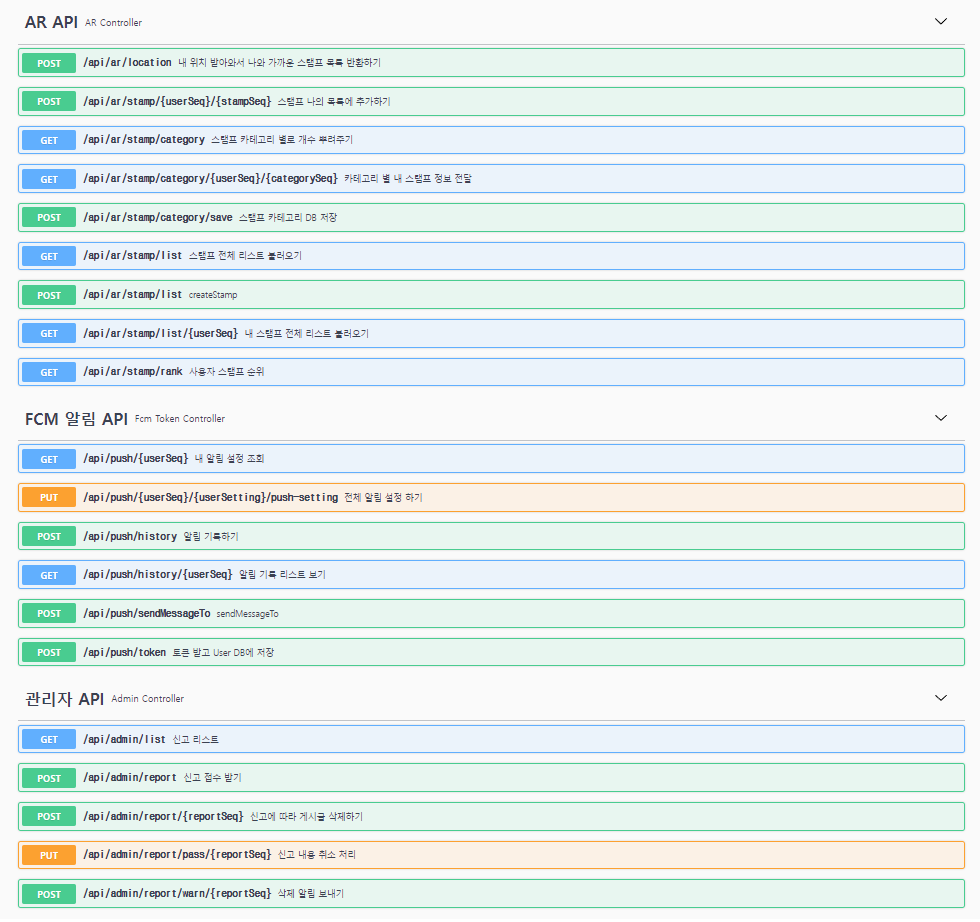 AR API AR Controller
POST /api/ar/location 내 위치 받아와서 나와 가까운 스탬프 목록 반환하기
POST /api/ar/stamp/{userSeq}/{stampSeq} 스탬프 나의 목록에 추가하기
GET /api/ar/stamp/category 스탬프 카테고리 별로 개수 뿌려주기
GET /api/ar/stamp/category/{userSeq}/{categorySeq} 카테고리 별 내 스탬프 정보 전달
POST /api/ar/stamp/category/save 스탬프 카테고리 DB 저장
GET /api/ar/stamp/list 스탬프 전체 리스트 불러오기
POST /api/ar/stamp/list createStamp
GET /api/ar/stamp/list/{userSeq} 내 스탬프 전체 리스트 불러오기
GET /api/ar/stamp/rank 사용자 스탬프 순위
FCM 알림 API Fcm Token Controller
GET /api/push/{userSeq} 내 알림 설정 조회
PUT /api/push/{userSeq}/{userSetting}/push-setting 전체 알림 설정 하기
POST /api/push/history 알림 기록하기
GET /api/push/history/{userSeq} 알림 기록 리스트 보기
POST /api/push/sendMessageTo sendMessageTo
POST /api/push/token 토큰 받고 User DB에 저장
관리자 API Admin Controller
GET /api/admin/list 신고 리스트
POST /api/admin/report 신고 접수 받기
POST /api/admin/report/{reportSeq} 신고에 따라 게시글 삭제하기
PUT /api/admin/report/pass/{reportSeq} 신고 내용 취소 처리
POST /api/admin/report/warn/{reportSeq} 삭제 알림 보내기